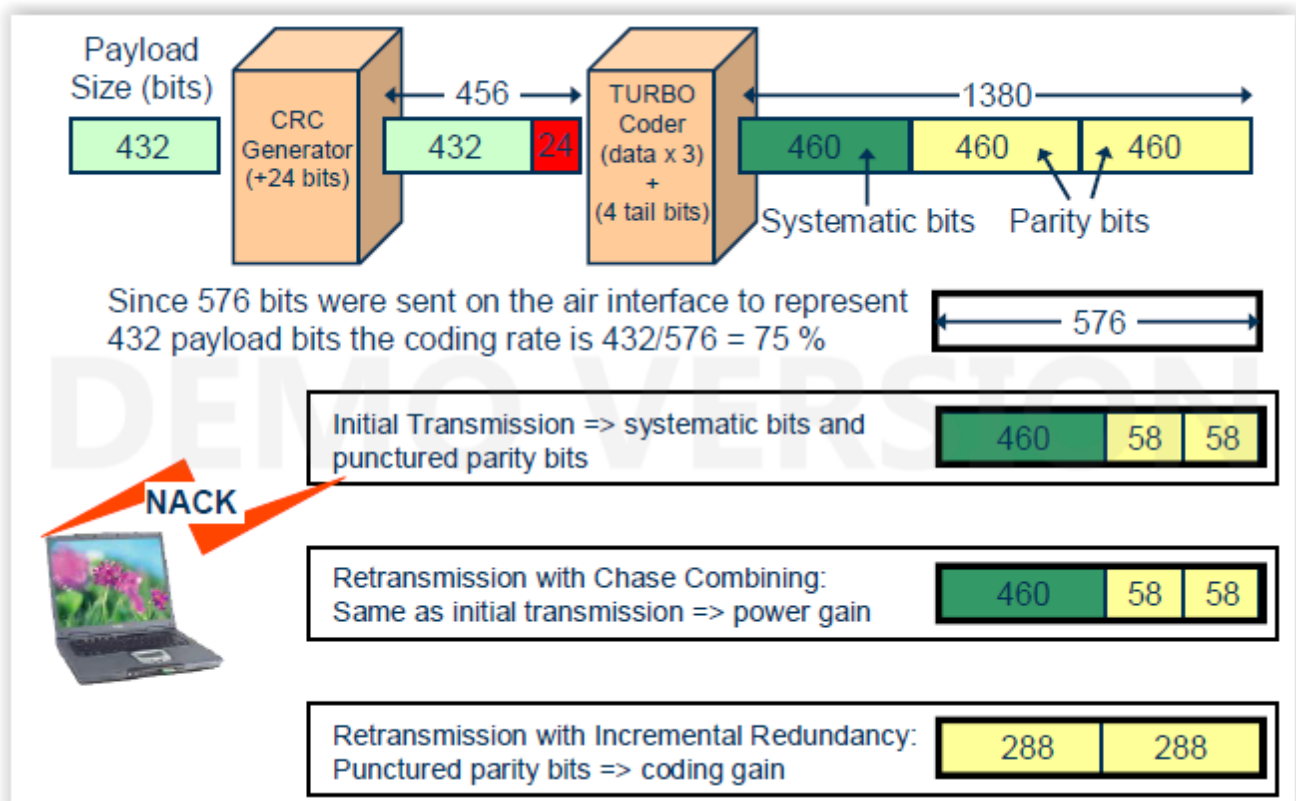 Payload
Size (bits)
432
CRC
Generator
(+24 bits)
456
432
24
TURBO
Coder
(data x 3)
+
(4 tail bits)
1380
460
460
460
Systematic bits
Parity bits
Since 576 bits were sent on the air interface to represent
432 payload bits the coding rate is 432/576 = 75 %
576
DEMO VERSION
Initial Transmission => systematic bits and
punctured parity bits
460
58
58
NACK
Retransmission with Chase Combining:
Same as initial transmission => power gain
460
58
58
Retransmission with Incremental Redundancy:
Punctured parity bits => coding gain
288
288